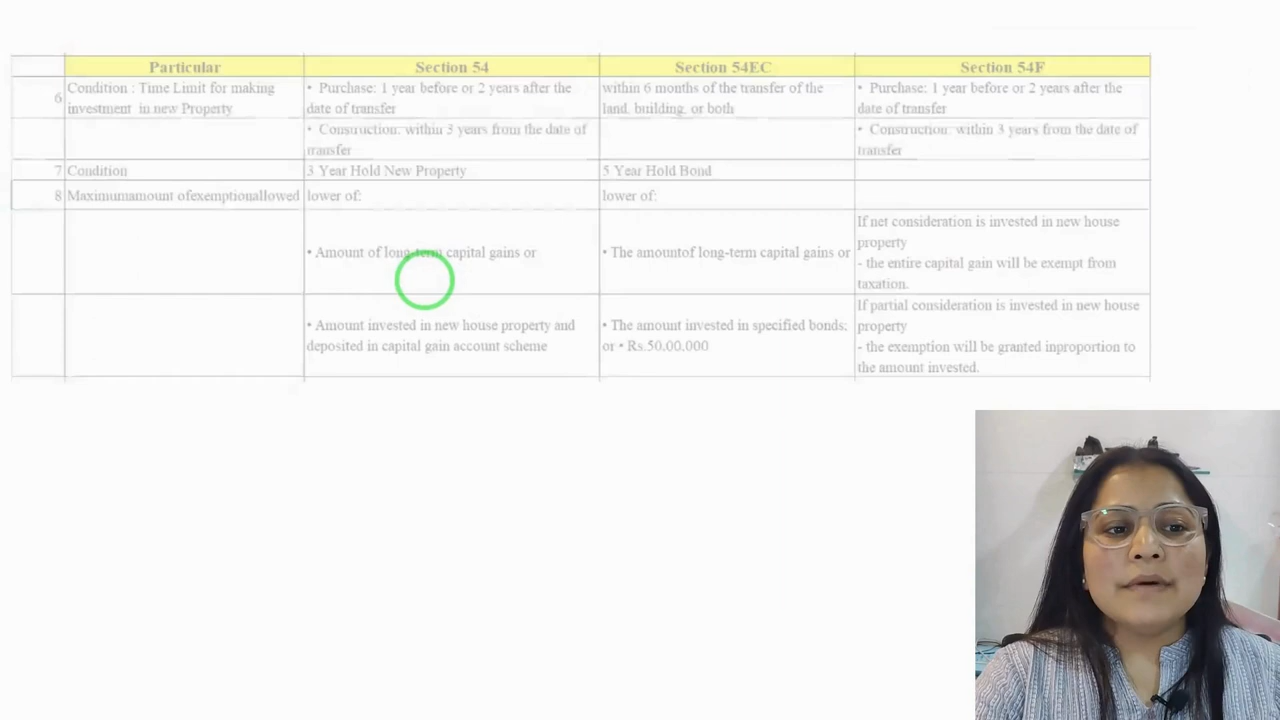 Particular
Section 54
Section 54EC
Section 54F
6
Condition : Time Limit for making
investment in new Property
• Purchase: 1 year before or 2 years after the
date of transfer
within 6 months of the transfer of the
land, building, or both
• Purchase: 1 year before or 2 years after the
date of transfer
• Construction: within 3 years from the date of
transfer
• Construction: within 3 years from the date of
transfer
7
Condition
3 Year Hold New Property
5 Year Hold Bond
8
Maximumamount ofexemptionallowed
lower of:
lower of:
• Amount of long-term capital gains or
• The amountof long-term capital gains or
If net consideration is invested in new house
property
- the entire capital gain will be exempt from
taxation.
• Amount invested in new house property and
deposited in capital gain account scheme
• The amount invested in specified bonds;
or • Rs.50,00,000
If partial consideration is invested in new house
property
- the exemption will be granted inproportion to
the amount invested.